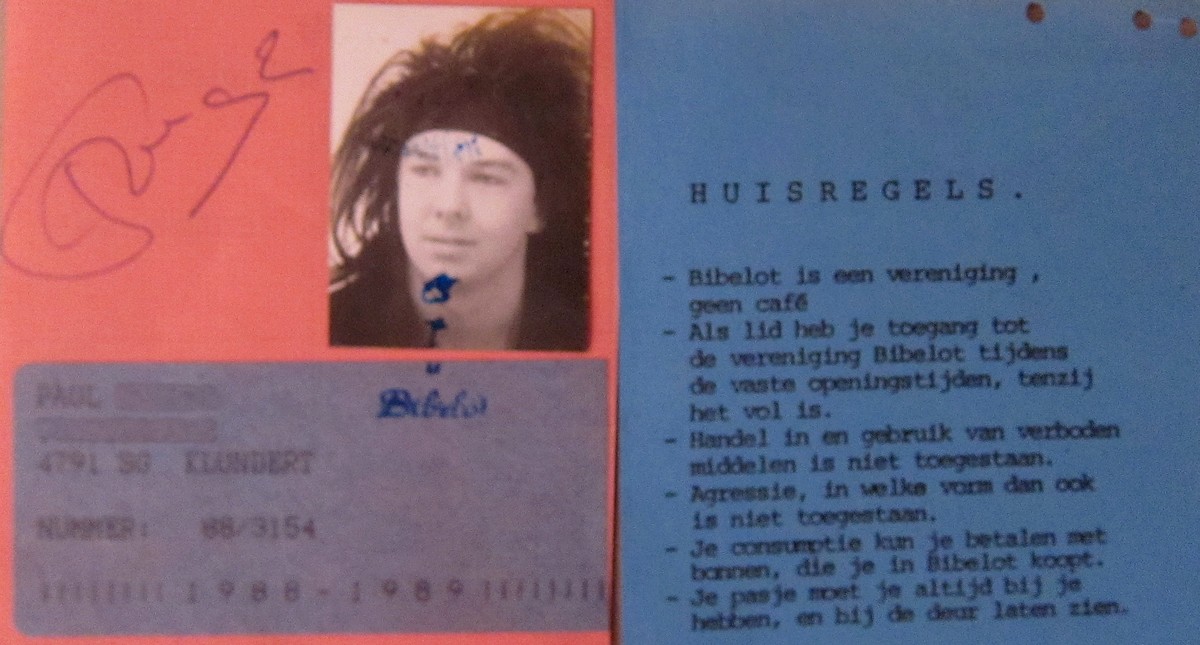 PAUL
4791 SG KLUNDERT
NUMMER: 88/3154
1988-1989
Bibelot
HUISREGELS.
- Bibelot is een vereniging ,
geen café
- Als lid heb je toegang tot
de vereniging Bibelot tijdens
de vaste openingstijden, tenzij
het vol is.
- Handel in en gebruik van verboden
middelen is niet toegestaan.
- Agressie, in welke vorm dan ook
is niet toegestaan.
- Je consumptie kun je betalen met
bonnen, die je in Bibelot koopt.
- Je pasje moet je altijd bij je
hebben, en bij de deur laten zien.